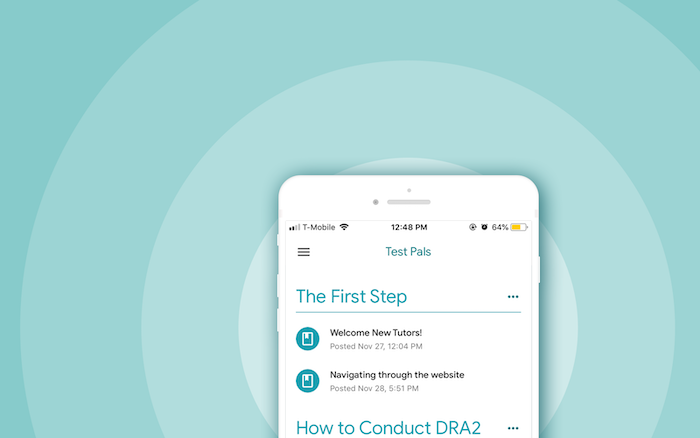 T-Mobile 12:48 PM 64%
Test Pals
The First Step
Welcome New Tutors!
Posted Nov 27, 12:04 PM
Navigating through the website
Posted Nov 28, 5:51 PM
How to Conduct DRA2